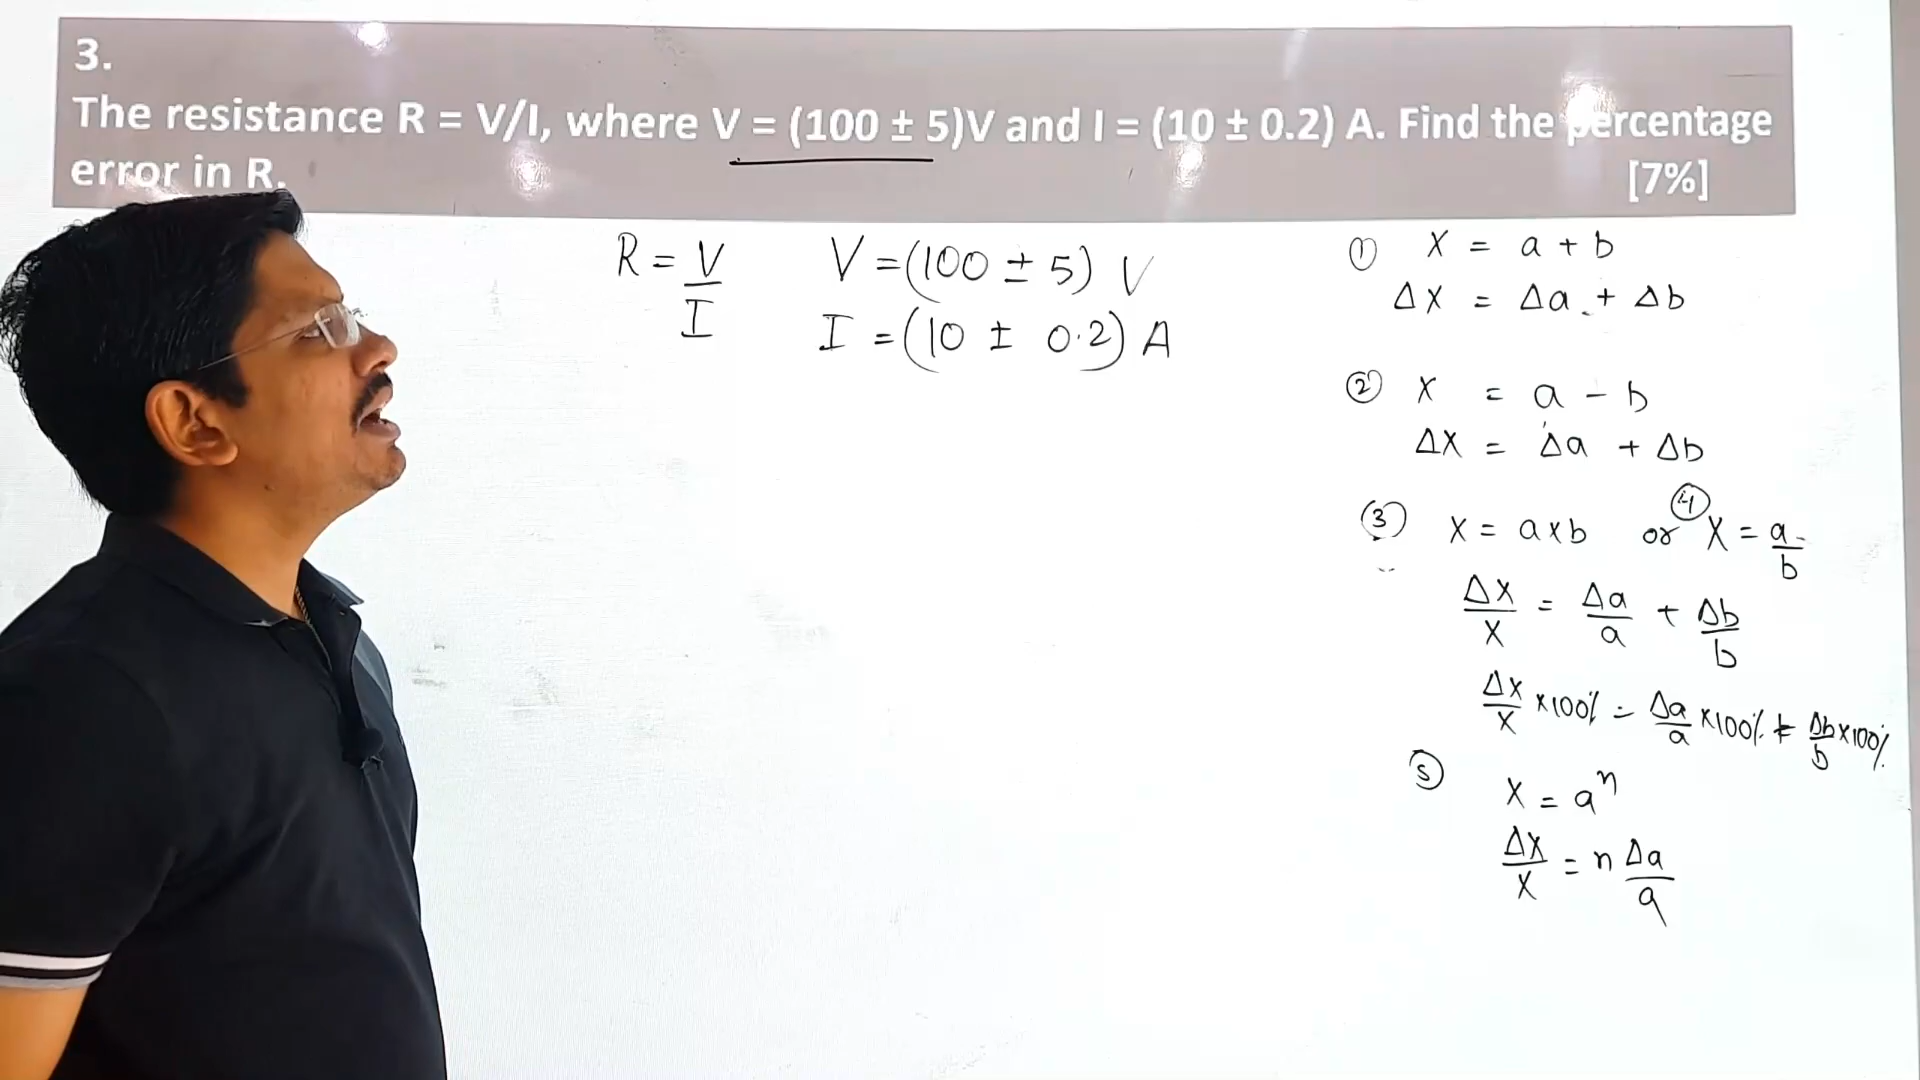 3.
The resistance R = V/I, where V = (100 ± 5)V and I = (10 ± 0.2) A. Find the percentage
error in R. [7%]
R = V/I
V = (100 ± 5) V
I = (10 ± 0.2) A
① X = a + b
ΔX = Δa + Δb
② X = a - b
ΔX = Δa + Δb
③ X = a x b or ④ X = a/b
ΔX/X = Δa/a + Δb/b
ΔX/X x 100% = Δa/a x 100% + Δb/b x 100%
⑤ X = aⁿ
ΔX/X = n Δa/a